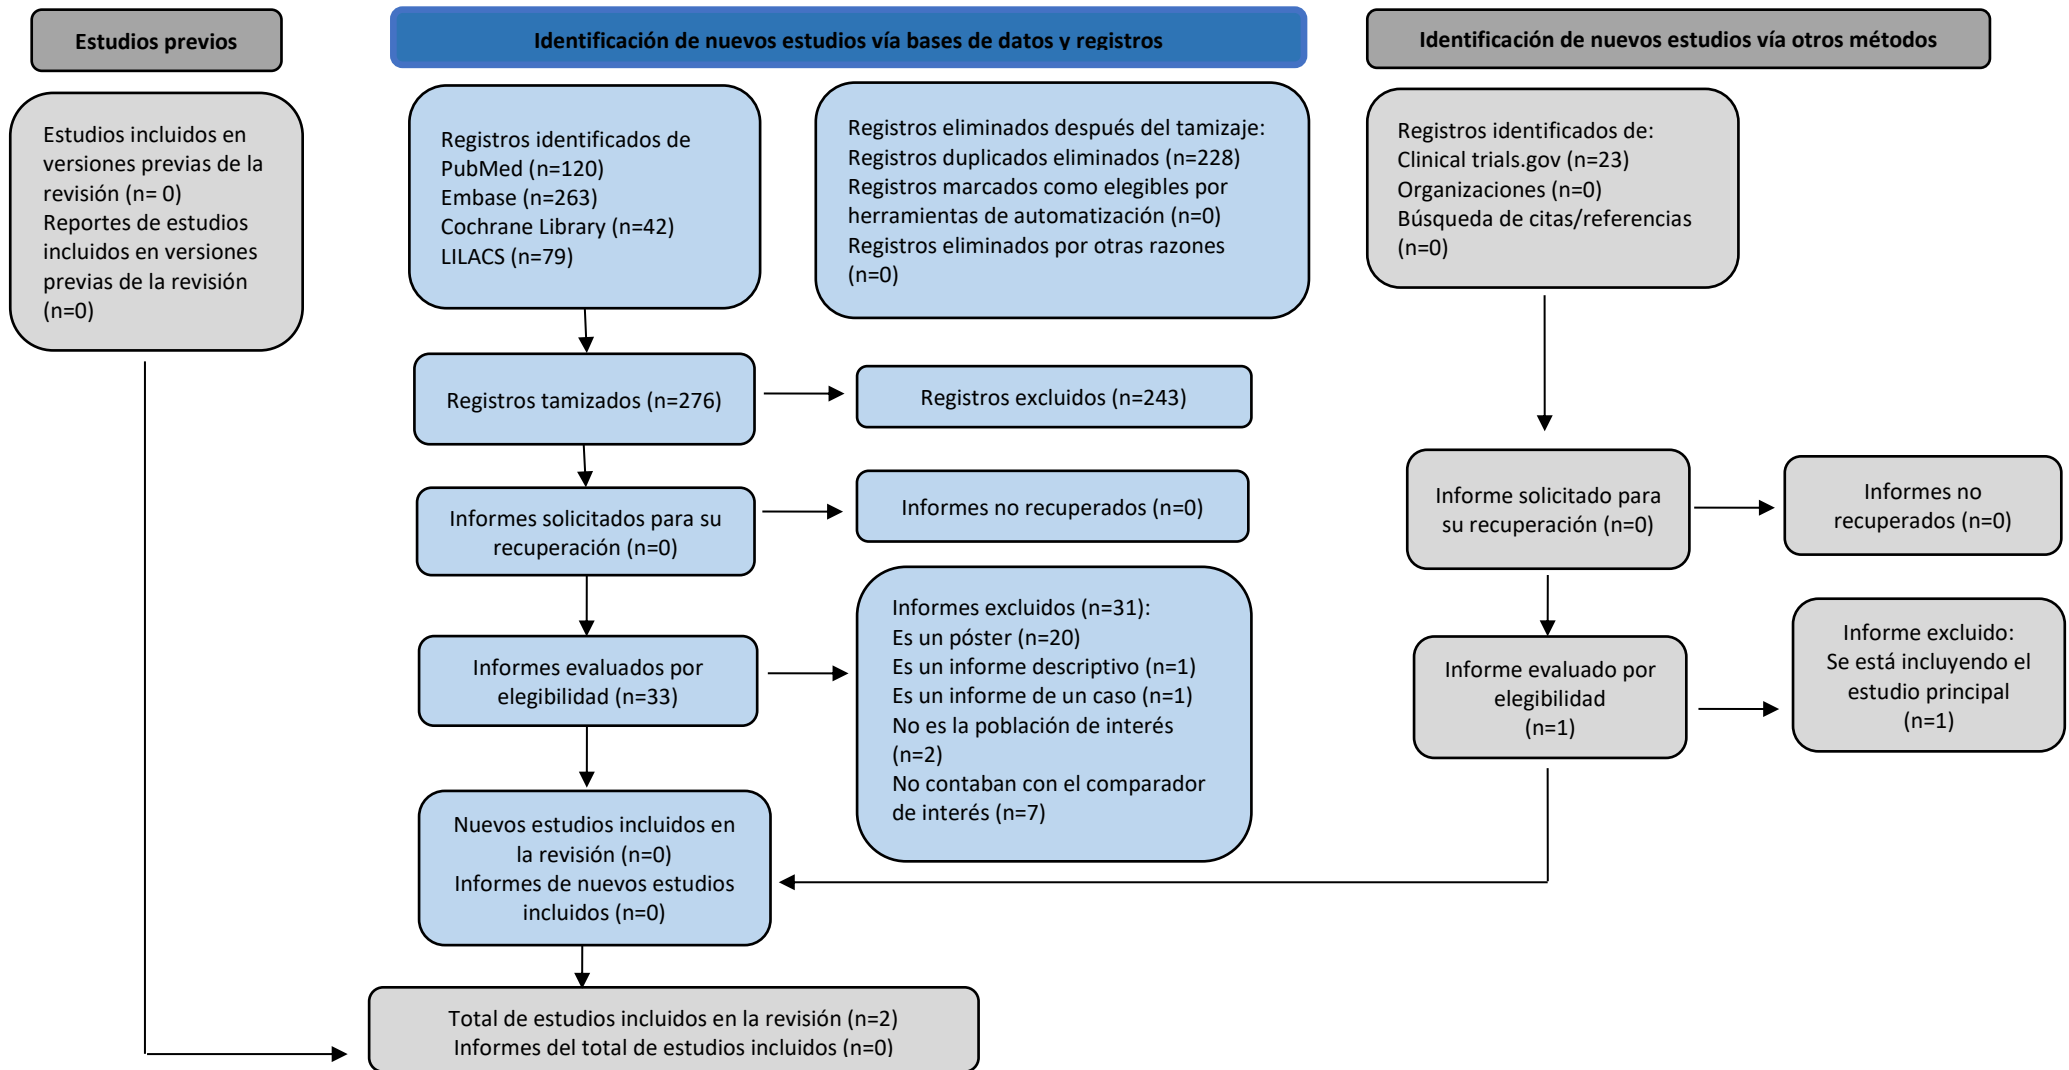 Estudios previos
Identificación de nuevos estudios vía bases de datos y registros
Identificación de nuevos estudios vía otros métodos
Estudios incluidos en
versiones previas de la
revisión (n= 0)
Reportes de estudios
incluidos en versiones
previas de la revisión
(n=0)
Registros identificados de
PubMed (n=120)
Embase (n=263)
Cochrane Library (n=42)
LILACS (n=79)
Registros eliminados después del tamizaje:
Registros duplicados eliminados (n=228)
Registros marcados como elegibles por
herramientas de automatización (n=0)
Registros eliminados por otras razones
(n=0)
Registros identificados de:
Clinical trials.gov (n=23)
Organizaciones (n=0)
Búsqueda de citas/referencias
(n=0)
Registros tamizados (n=276)
Registros excluidos (n=243)
Informes solicitados para su
recuperación (n=0)
Informes no recuperados (n=0)
Informe solicitado para
su recuperación (n=0)
Informes no
recuperados (n=0)
Informes evaluados por
elegibilidad (n=33)
Informes excluidos (n=31):
Es un póster (n=20)
Es un informe descriptivo (n=1)
Es un informe de un caso (n=1)
No es la población de interés
(n=2)
No contaban con el comparador
de interés (n=7)
Informe evaluado por
elegibilidad
(n=1)
Informe excluido:
Se está incluyendo el
estudio principal
(n=1)
Nuevos estudios incluidos en
la revisión (n=0)
Informes de nuevos estudios
incluidos (n=0)
Total de estudios incluidos en la revisión (n=2)
Informes del total de estudios incluidos (n=0)